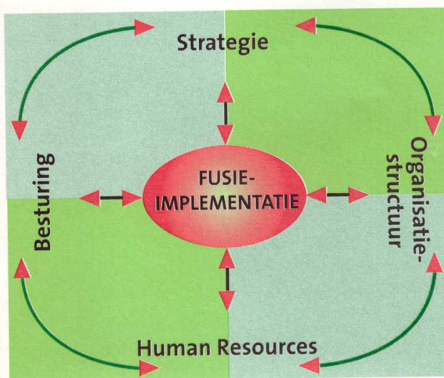 Strategie
Besturing
FUSIE-
IMPLEMENTATIE
Organisatie-
structuur
Human Resources